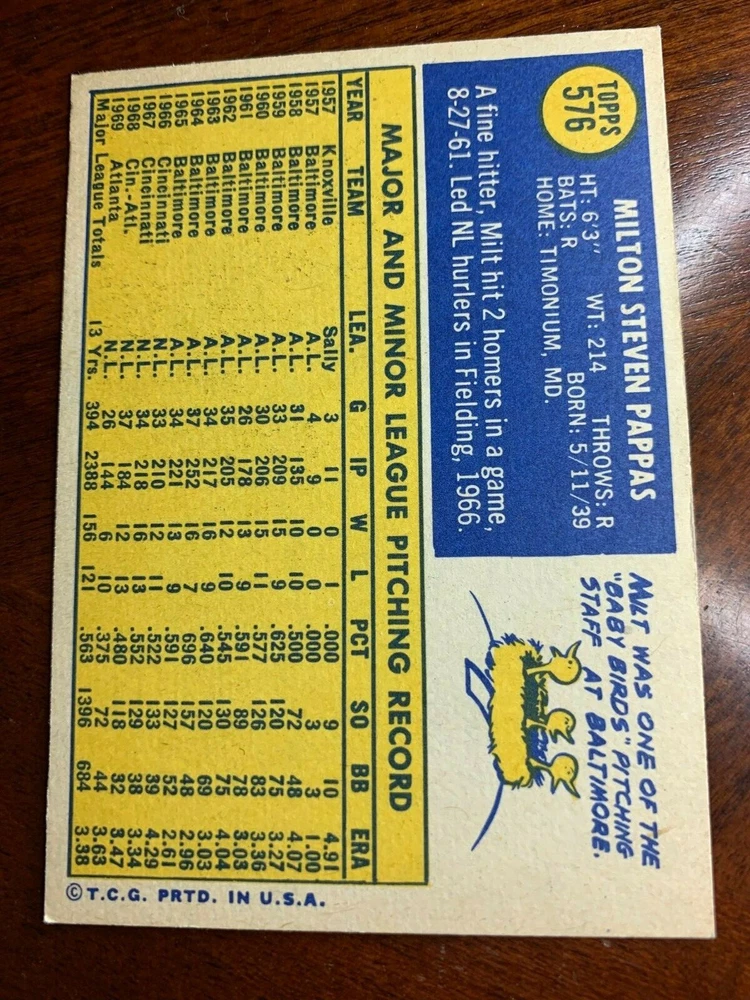 TOPPS
576
MILTON STEVEN PAPPAS
HT: 6'3" WT: 214 THROWS: R
BATS: R BORN: 5/11/39
HOME: TIMONIUM, MD.
A fine hitter, Milt hit 2 homers in a game,
8-27-61. Led NL hurlers in Fielding, 1966.
MILT WAS ONE OF THE
"BABY BIRDS" PITCHING
STAFF AT BALTIMORE.
MAJOR AND MINOR LEAGUE PITCHING RECORD
YEAR TEAM LEA. G IP W L PCT SO BB ERA
1957 Knoxville Sally 3 11 0 1 .000 9 10 4.91
1957 Baltimore A.L. 4 9 0 0 .000 3 3 1.00
1958 Baltimore A.L. 31 135 10 10 .500 72 48 4.07
1959 Baltimore A.L. 33 209 15 9 .625 120 75 3.27
1960 Baltimore A.L. 30 206 15 11 .577 126 83 3.36
1961 Baltimore A.L. 26 178 13 9 .591 89 78 3.03
1962 Baltimore A.L. 35 205 12 10 .545 130 75 4.04
1963 Baltimore A.L. 34 217 16 9 .640 120 69 3.03
1964 Baltimore A.L. 37 252 16 7 .696 157 48 2.96
1965 Baltimore A.L. 34 221 13 9 .591 127 52 2.61
1966 Cincinnati N.L. 33 210 12 11 .522 133 39 4.29
1967 Cincinnati N.L. 34 218 16 13 .552 129 38 3.34
1968 Cin.-Atl. N.L. 37 184 12 13 .480 118 32 3.47
1969 Atlanta N.L. 26 144 6 10 .375 72 44 3.63
Major League Totals 13 Yrs. 394 2388 156 121 .563 1396 684 3.38
© T.C.G. PRTD. IN U.S.A.